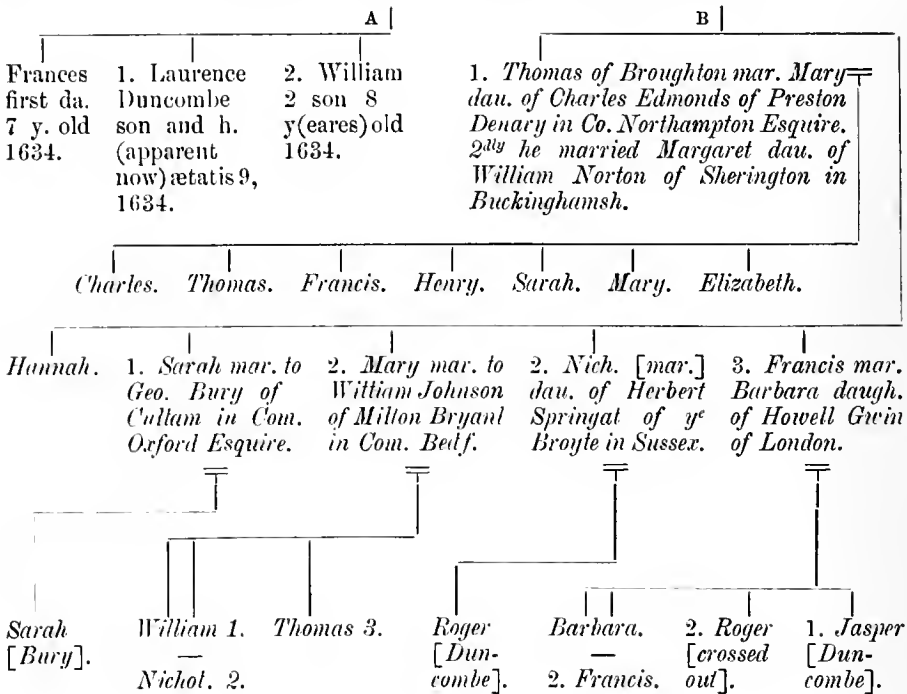 A
B
Frances
first da.
7 y. old
1634.
1. Laurence
Duncombe
son and h.
(apparent
now) ætatis 9,
1634.
2. William
2 son 8
y(eares) old
1634.
1. Thomas of Broughton mar. Mary
dau. of Charles Edmonds of Preston
Denary in Co. Northampton Esquire.
2dly he married Margaret dau. of
William Norton of Sherington in
Buckinghamsh.
Charles. Thomas. Francis. Henry. Sarah. Mary. Elizabeth.
Hannah.
1. Sarah mar. to
Geo. Bury of
Cullam in Com.
Oxford Esquire.
2. Mary mar. to
William Johnson
of Milton Bryant
in Com. Bedf.
2. Nich. [mar.]
dau. of Herbert
Springat of ye
Broyle in Sussex.
3. Francis mar.
Barbara daugh.
of Howell Gwin
of London.
Sarah
[Bury].
William 1.
—
Nichol. 2.
Thomas 3.
Roger
[Dun-
combe].
Barbara.
—
2. Francis.
2. Roger
[crossed
out].
1. Jasper
[Dun-
combe].